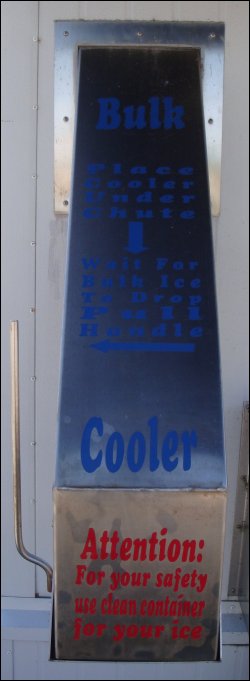 Bulk
Place
Cooler
Under
Chute
Wait For
Bulk Ice
To Drop
Pull
Handle
Cooler
Attention:
For your safety
use clean container
for your ice